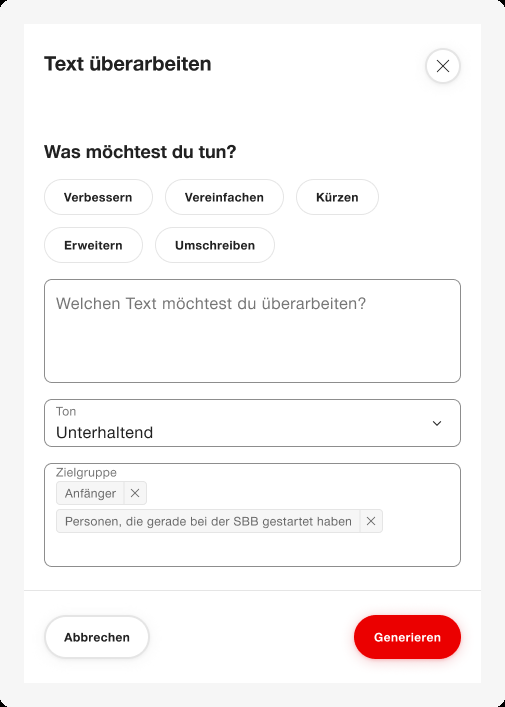 Text überarbeiten
Was möchtest du tun?
Verbessern Vereinfachen Kürzen
Erweitern Umschreiben
Welchen Text möchtest du überarbeiten?
Ton
Unterhaltend
Zielgruppe
Anfänger
Personen, die gerade bei der SBB gestartet haben
Abbrechen Generieren